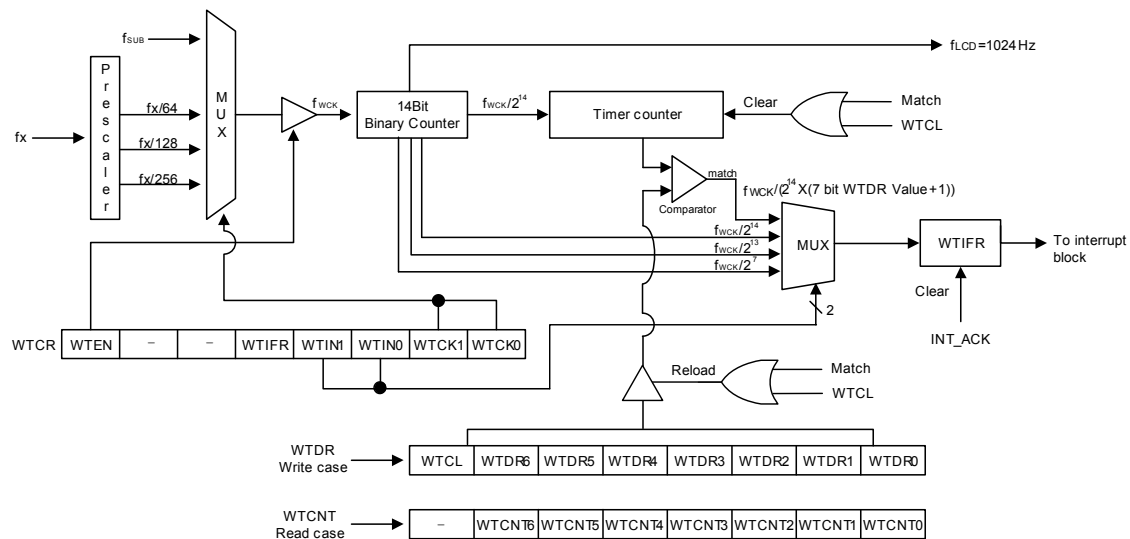 fSUB
fLCD=1024Hz
Prescaler
MUX
fx
fx/64
fx/128
fx/256
fWCK
14Bit
Binary Counter
fWCK/2^14
Timer counter
Clear
Match
WTCL
match
Comparator
fWCK/(2^14 X(7 bit WTDR Value+1))
fWCK/2^14
fWCK/2^13
fWCK/2^7
MUX
2
WTIFR
To interrupt
block
Clear
INT_ACK
WTCR WTEN – – WTIFR WTIN1 WTIN0 WTCK1 WTCK0
Reload
Match
WTCL
WTDR
Write case
WTCL WTDR6 WTDR5 WTDR4 WTDR3 WTDR2 WTDR1 WTDR0
WTCNT
Read case
– WTCNT6 WTCNT5 WTCNT4 WTCNT3 WTCNT2 WTCNT1 WTCNT0